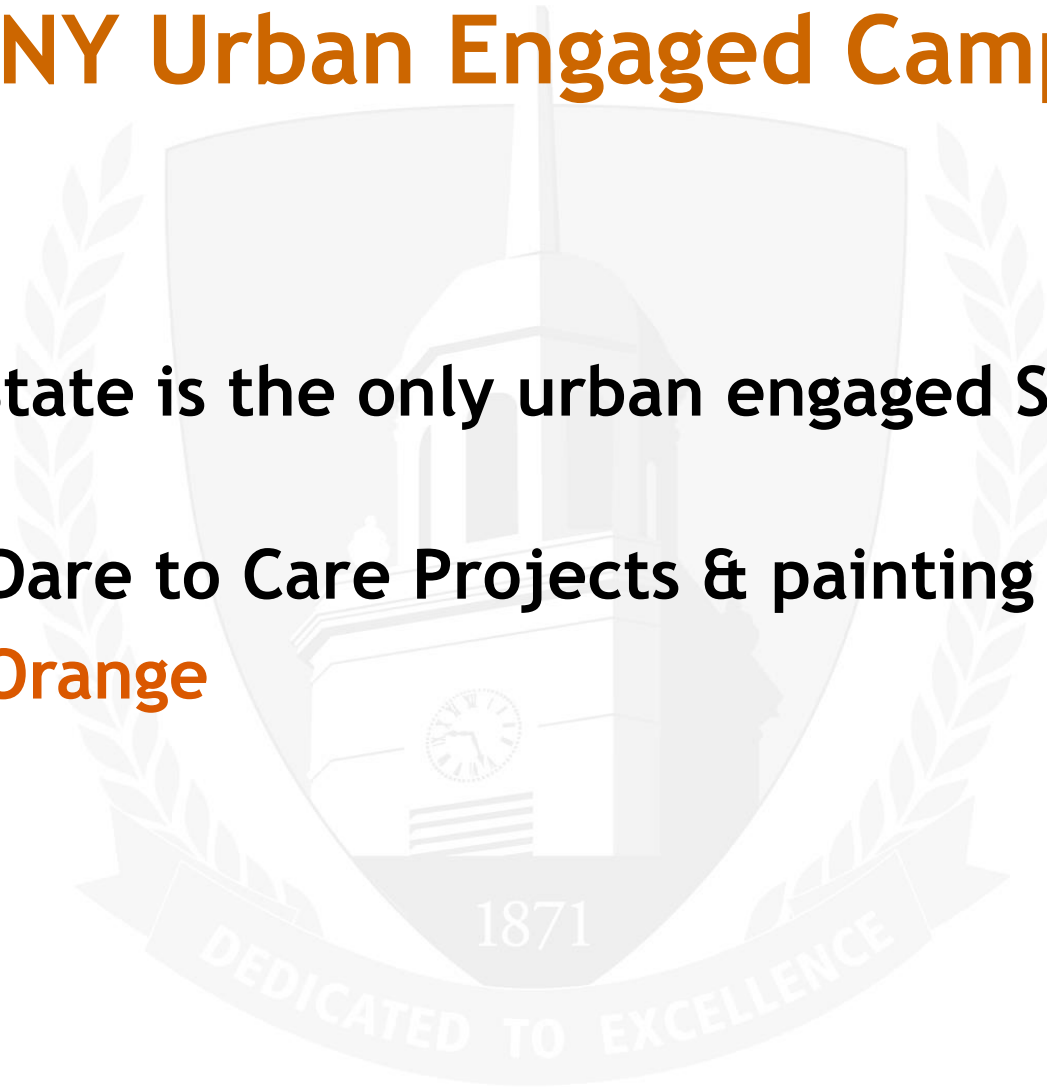 NY Urban Engaged Camp
tate is the only urban engaged S
Dare to Care Projects & painting
Orange
1871
DEDICATED TO EXCELLENCE